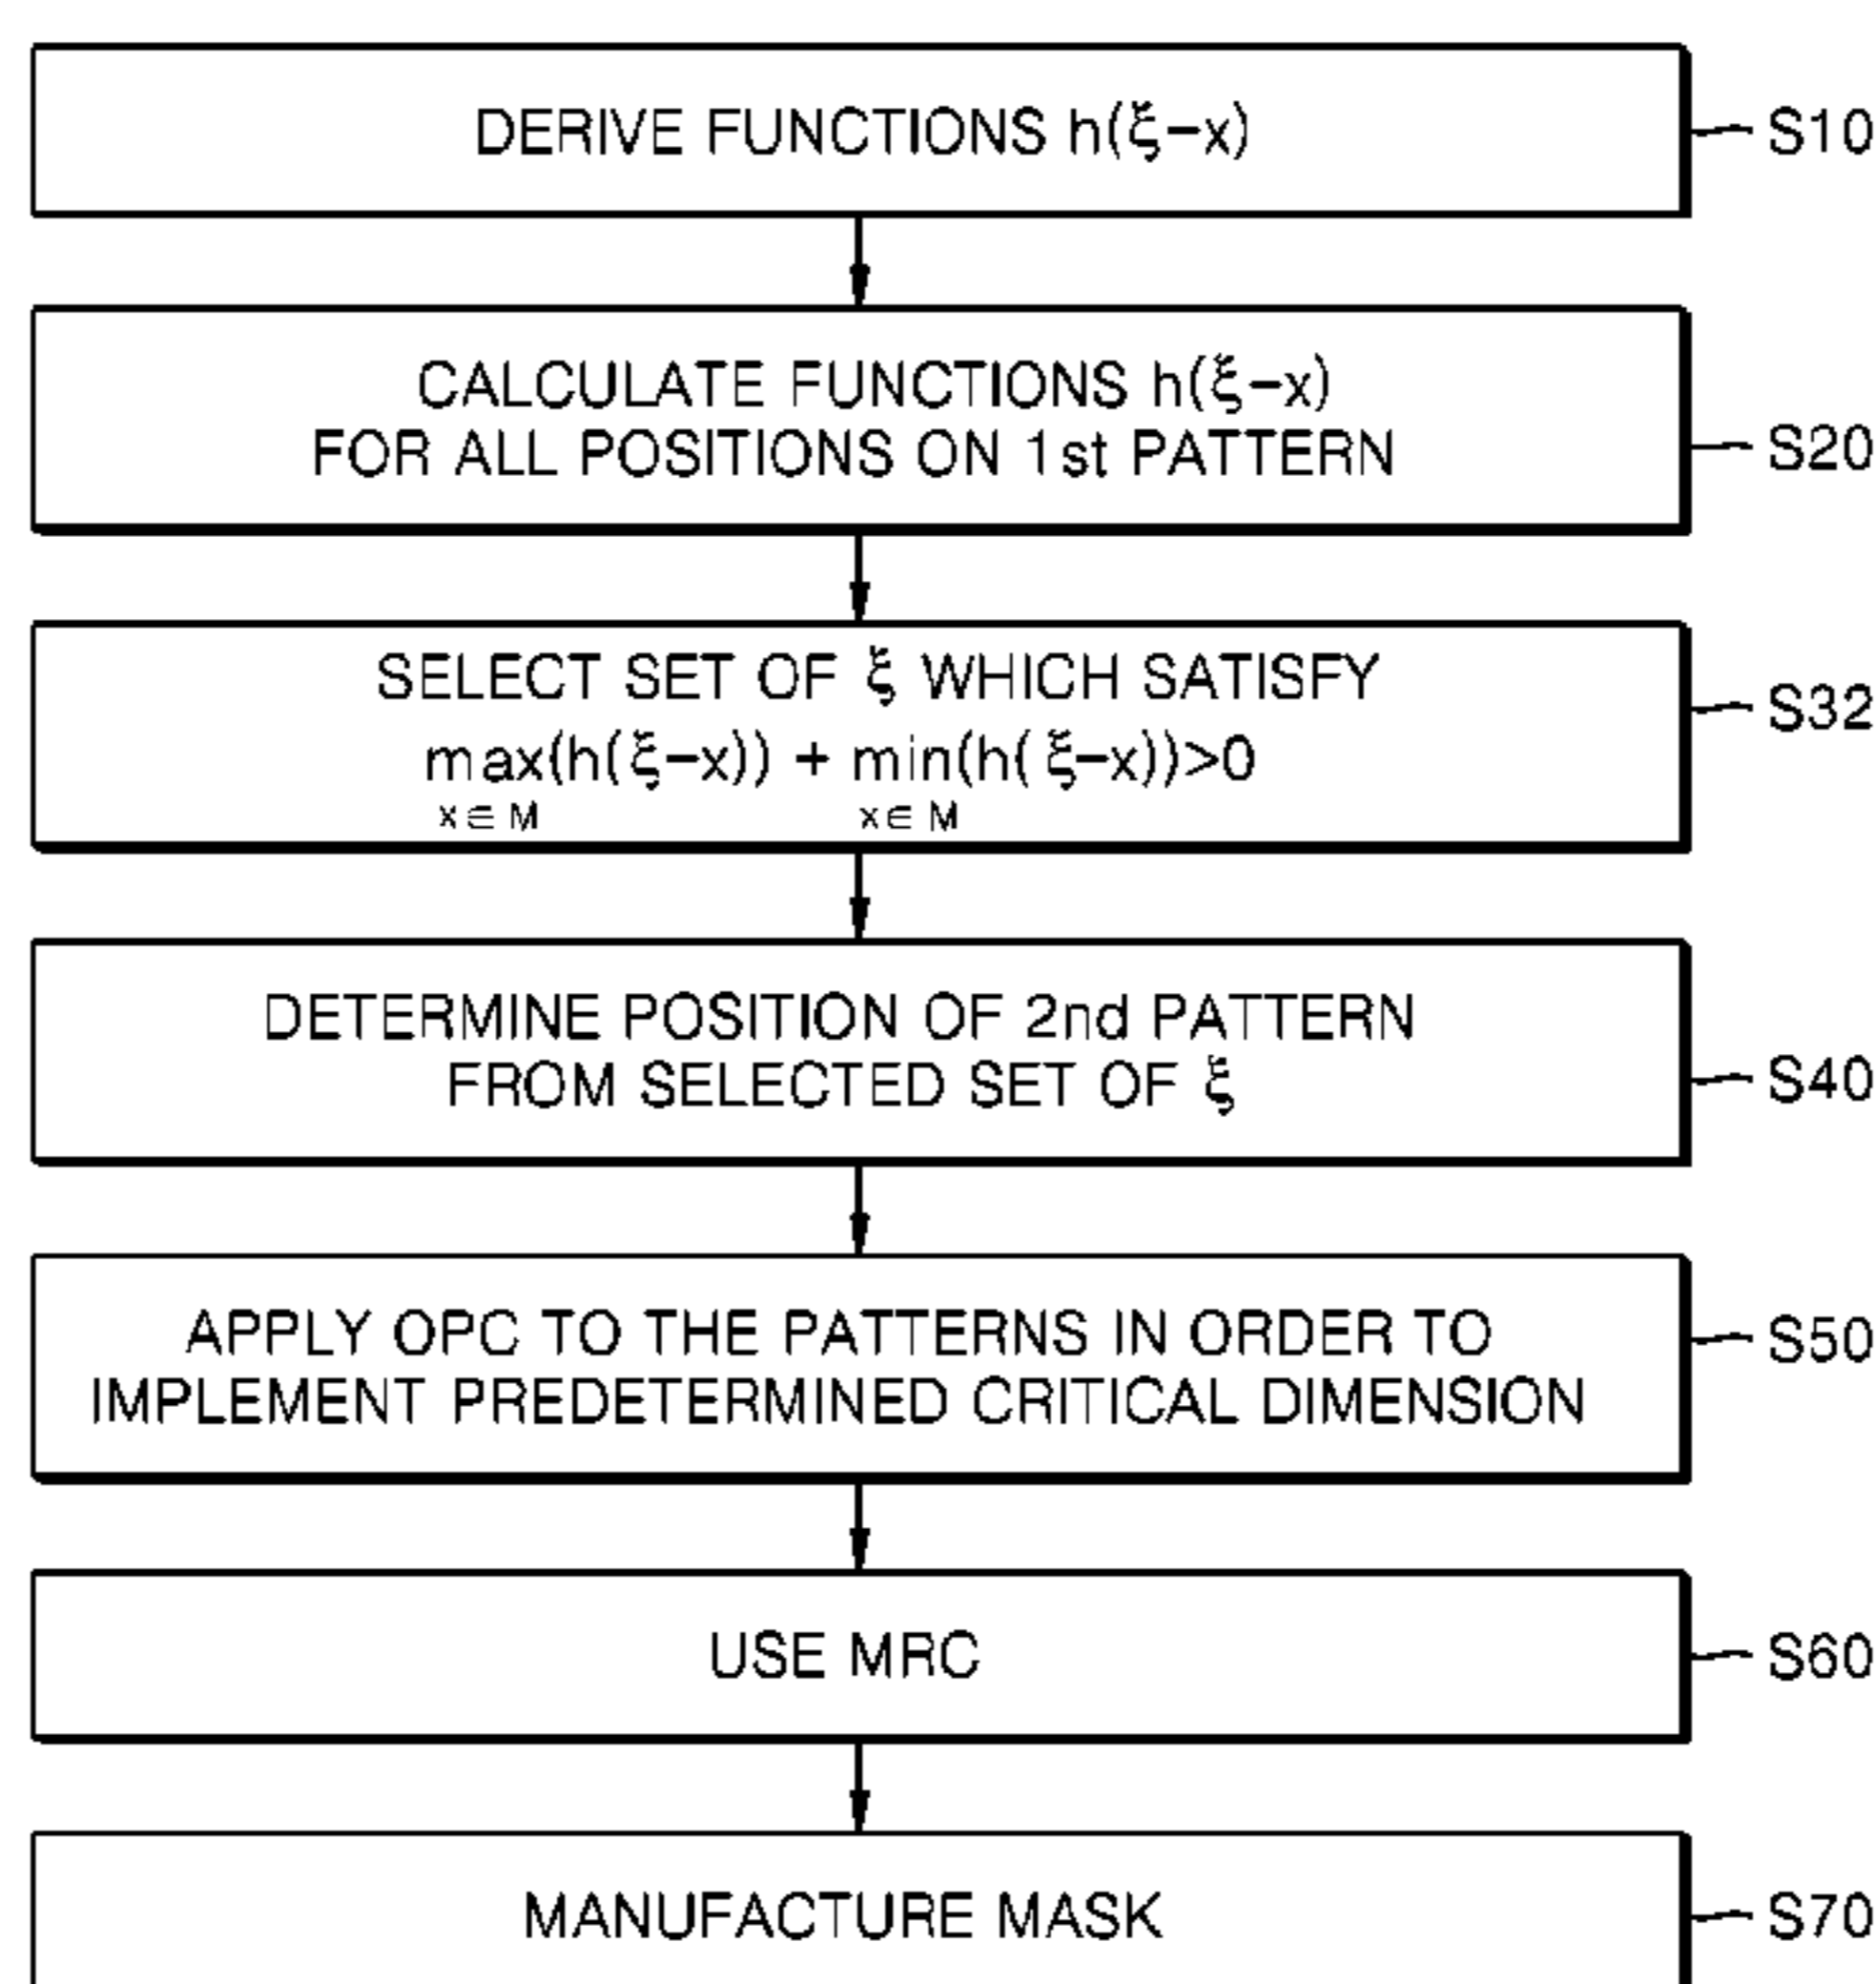 DERIVE FUNCTIONS h(ξ-x)
S10
CALCULATE FUNCTIONS h(ξ-x)
FOR ALL POSITIONS ON 1st PATTERN
S20
SELECT SET OF ξ WHICH SATISFY
max(h(ξ-x)) + min(h(ξ-x))>0
x∈M x∈M
S32
DETERMINE POSITION OF 2nd PATTERN
FROM SELECTED SET OF ξ
S40
APPLY OPC TO THE PATTERNS IN ORDER TO
IMPLEMENT PREDETERMINED CRITICAL DIMENSION
S50
USE MRC
S60
MANUFACTURE MASK
S70